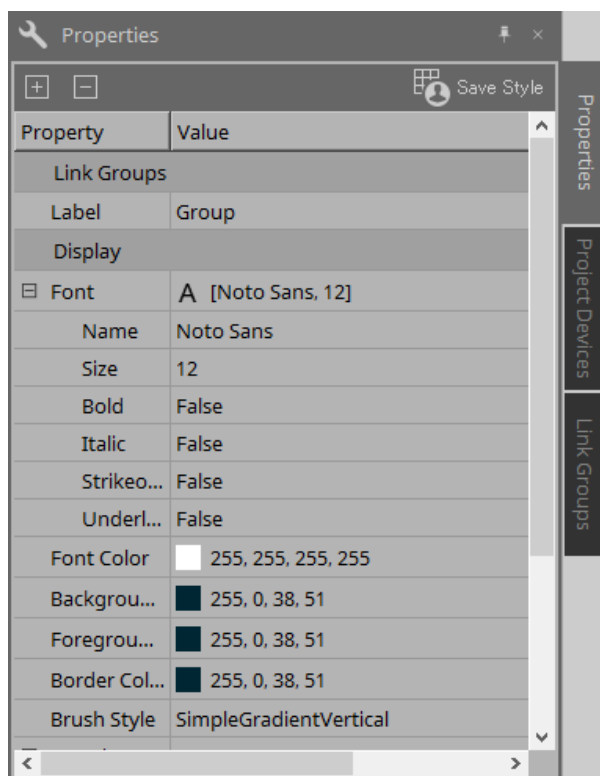 Properties
Save Style
Property Value
Link Groups
Label Group
Display
Font A [Noto Sans, 12]
Name Noto Sans
Size 12
Bold False
Italic False
Strikeo... False
Underl... False
Font Color 255, 255, 255, 255
Backgrou... 255, 0, 38, 51
Foregrou... 255, 0, 38, 51
Border Col... 255, 0, 38, 51
Brush Style SimpleGradientVertical
Properties
Project Devices
Link Groups